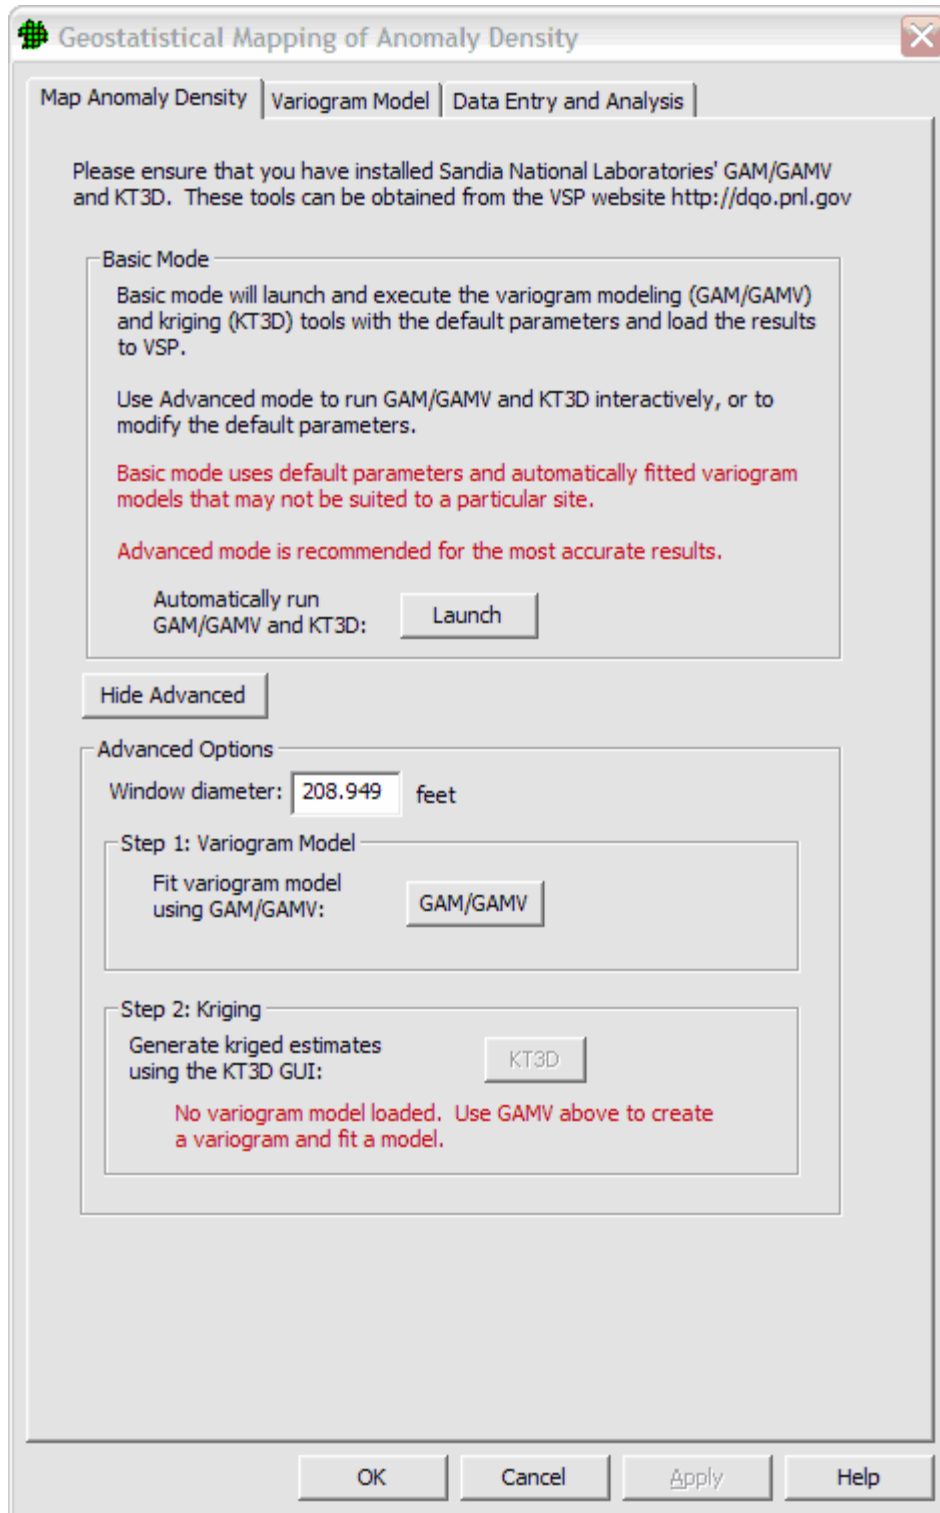 Geostatistical Mapping of Anomaly Density
Map Anomaly Density
Variogram Model
Data Entry and Analysis
Please ensure that you have installed Sandia National Laboratories' GAM/GAMV
and KT3D.  These tools can be obtained from the VSP website http://dqo.pnl.gov
Basic Mode
Basic mode will launch and execute the variogram modeling (GAM/GAMV)
and kriging (KT3D) tools with the default parameters and load the results
to VSP.
Use Advanced mode to run GAM/GAMV and KT3D interactively, or to
modify the default parameters.
Basic mode uses default parameters and automatically fitted variogram
models that may not be suited to a particular site.
Advanced mode is recommended for the most accurate results.
Automatically run
GAM/GAMV and KT3D:
Launch
Hide Advanced
Advanced Options
Window diameter: 208.949 feet
Step 1: Variogram Model
Fit variogram model
using GAM/GAMV:
GAM/GAMV
Step 2: Kriging
Generate kriged estimates
using the KT3D GUI:
KT3D
No variogram model loaded.  Use GAMV above to create
a variogram and fit a model.
OK
Cancel
Apply
Help